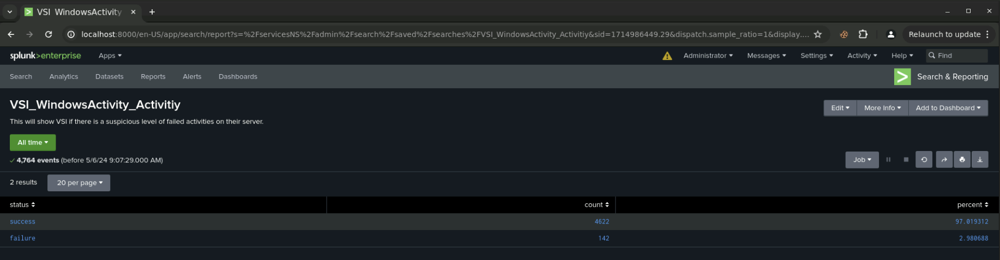 VSI WindowsActivity
localhost:8000/en-US/app/search/report?s=%2FservicesNS%2Fadmin%2Fsearch%2Fsaved%2Fsearches%2FVSI_WindowsActivity_Activitiy&sid=1714986449.29&dispatch.sample_ratio=1&display.... Relaunch to update
splunk>enterprise Apps Administrator Messages Settings Activity Help Find
Search Analytics Datasets Reports Alerts Dashboards Search & Reporting
VSI_WindowsActivity_Activitiy
Edit More Info Add to Dashboard
This will show VSI if there is a suspicious level of failed activities on their server.
All time
4,764 events (before 5/6/24 9:07:29.000 AM) Job
2 results 20 per page
status count percent
success 4622 97.019312
failure 142 2.980688